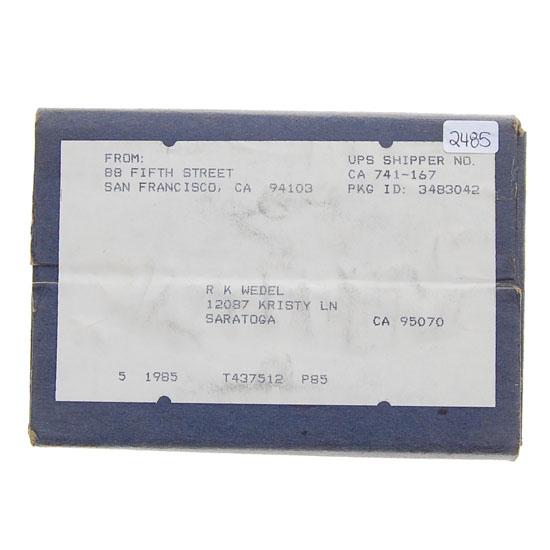 2485
FROM: UPS SHIPPER NO.
88 FIFTH STREET CA 741-167
SAN FRANCISCO, CA 94103 PKG ID: 3483042
R K WEDEL
12087 KRISTY LN
SARATOGA CA 95070
5 1985 T437512 P85